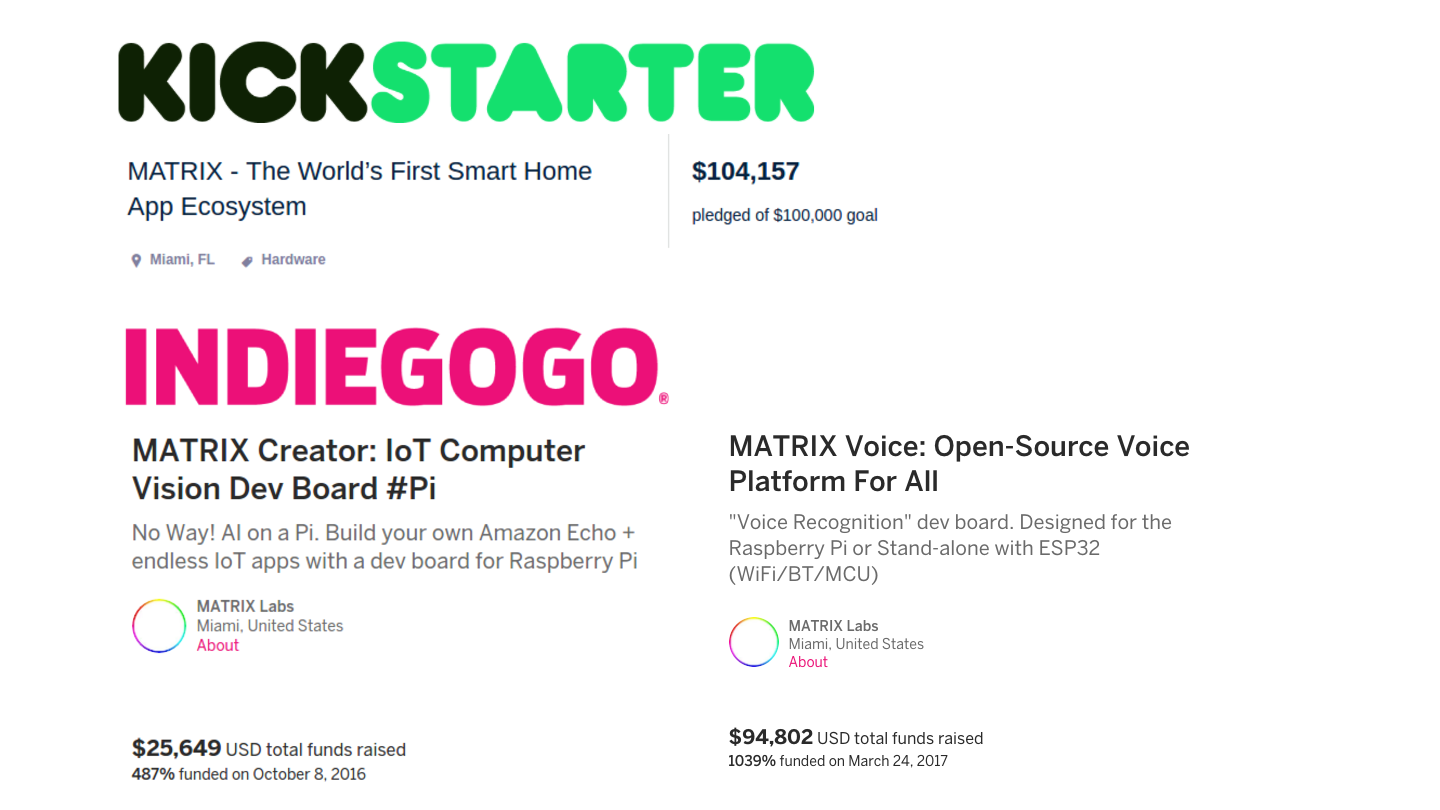 KICKSTARTER
MATRIX - The World’s First Smart Home
App Ecosystem
Miami, FL Hardware
$104,157
pledged of $100,000 goal
INDIEGOGO®
MATRIX Creator: IoT Computer
Vision Dev Board #Pi
No Way! AI on a Pi. Build your own Amazon Echo +
endless IoT apps with a dev board for Raspberry Pi
MATRIX Labs
Miami, United States
About
$25,649 USD total funds raised
487% funded on October 8, 2016
MATRIX Voice: Open-Source Voice
Platform For All
"Voice Recognition" dev board. Designed for the
Raspberry Pi or Stand-alone with ESP32
(WiFi/BT/MCU)
MATRIX Labs
Miami, United States
About
$94,802 USD total funds raised
1039% funded on March 24, 2017